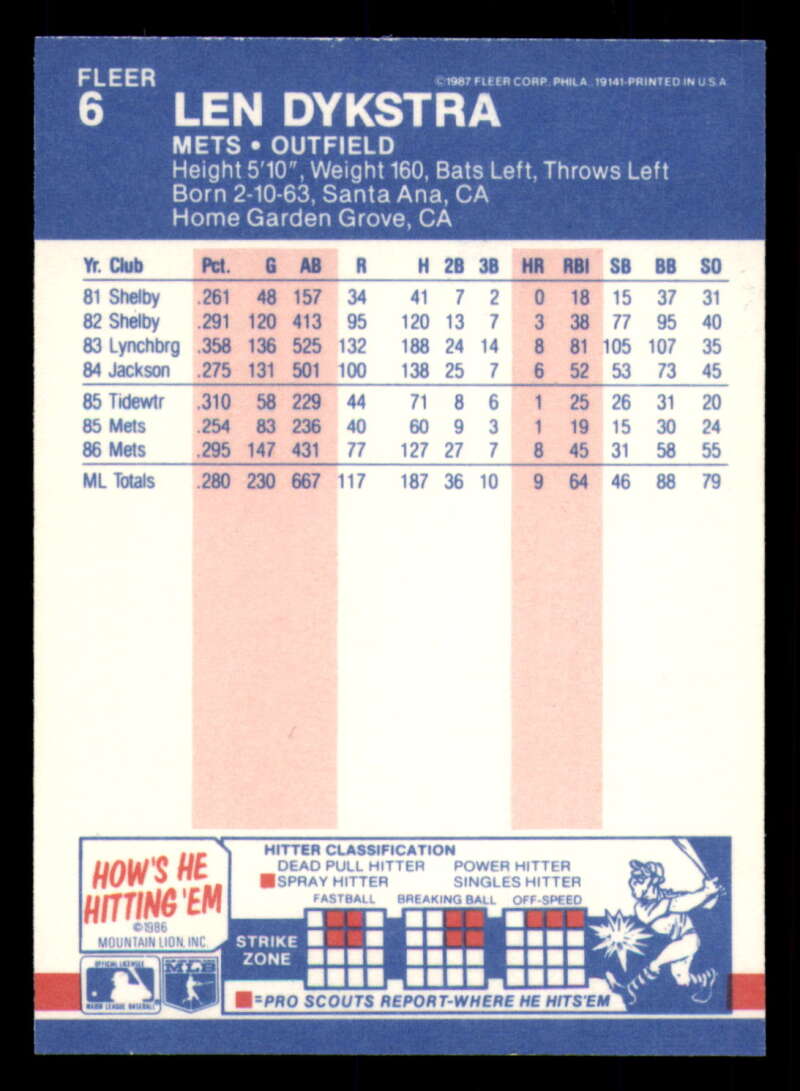 FLEER
©1987 FLEER CORP. PHILA. 19141-PRINTED IN U.S.A.
6 LEN DYKSTRA
METS • OUTFIELD
Height 5'10", Weight 160, Bats Left, Throws Left
Born 2-10-63, Santa Ana, CA
Home Garden Grove, CA
Yr. Club Pct. G AB R H 2B 3B HR RBI SB BB SO
81 Shelby .261 48 157 34 41 7 2 0 18 15 37 31
82 Shelby .291 120 413 95 120 13 7 3 38 77 95 40
83 Lynchbrg .358 136 525 132 188 24 14 8 81 105 107 35
84 Jackson .275 131 501 100 138 25 7 6 52 53 73 45
85 Tidewtr .310 58 229 44 71 8 6 1 25 26 31 20
85 Mets .254 83 236 40 60 9 3 1 19 15 30 24
86 Mets .295 147 431 77 127 27 7 8 45 31 58 55
ML Totals .280 230 667 117 187 36 10 9 64 46 88 79
HOW'S HE
HITTING 'EM
©1986
MOUNTAIN LION, INC.
HITTER CLASSIFICATION
DEAD PULL HITTER POWER HITTER
SPRAY HITTER SINGLES HITTER
FASTBALL BREAKING BALL OFF-SPEED
STRIKE
ZONE
=PRO SCOUTS REPORT-WHERE HE HITS'EM
OFFICIAL LICENSEE
MAJOR LEAGUE BASEBALL
MLB